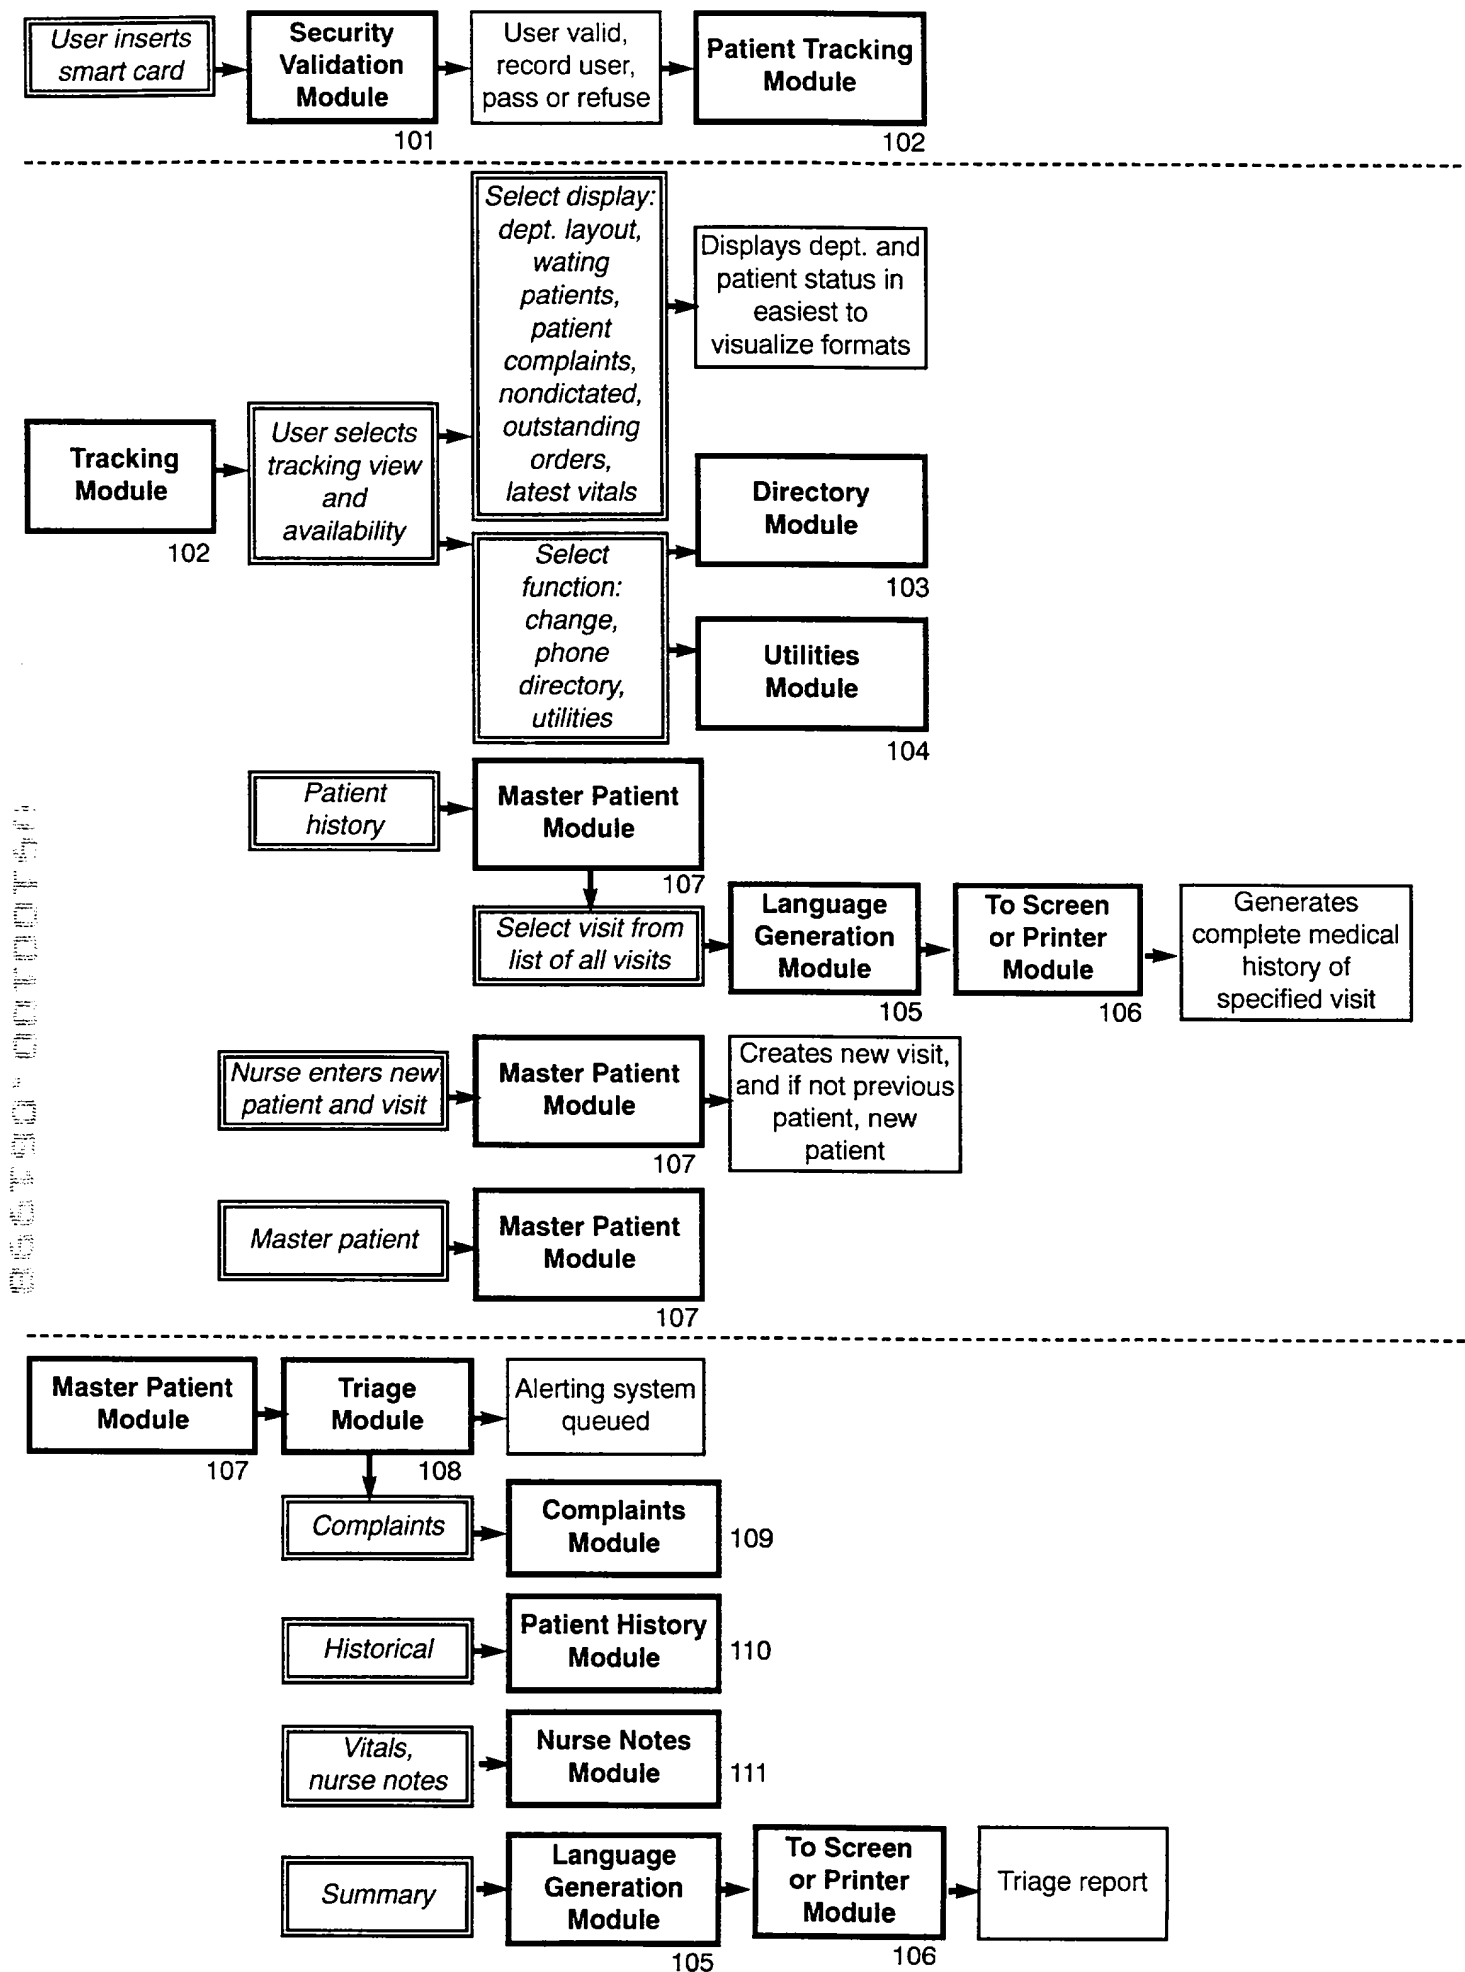 User inserts
smart card
Security
Validation
Module
101
User valid,
record user,
pass or refuse
Patient Tracking
Module
102
Tracking
Module
102
User selects
tracking view
and
availability
Select display:
dept. layout,
wating
patients,
patient
complaints,
nondictated,
outstanding
orders,
latest vitals
Displays dept. and
patient status in
easiest to
visualize formats
Select
function:
change,
phone
directory,
utilities
Directory
Module
103
Utilities
Module
104
Patient
history
Master Patient
Module
107
Select visit from
list of all visits
Language
Generation
Module
105
To Screen
or Printer
Module
106
Generates
complete medical
history of
specified visit
Nurse enters new
patient and visit
Master Patient
Module
107
Creates new visit,
and if not previous
patient, new
patient
Master patient
Master Patient
Module
107
Master Patient
Module
107
Triage
Module
108
Alerting system
queued
Complaints
Complaints
Module
109
Historical
Patient History
Module
110
Vitals,
nurse notes
Nurse Notes
Module
111
Summary
Language
Generation
Module
105
To Screen
or Printer
Module
106
Triage report